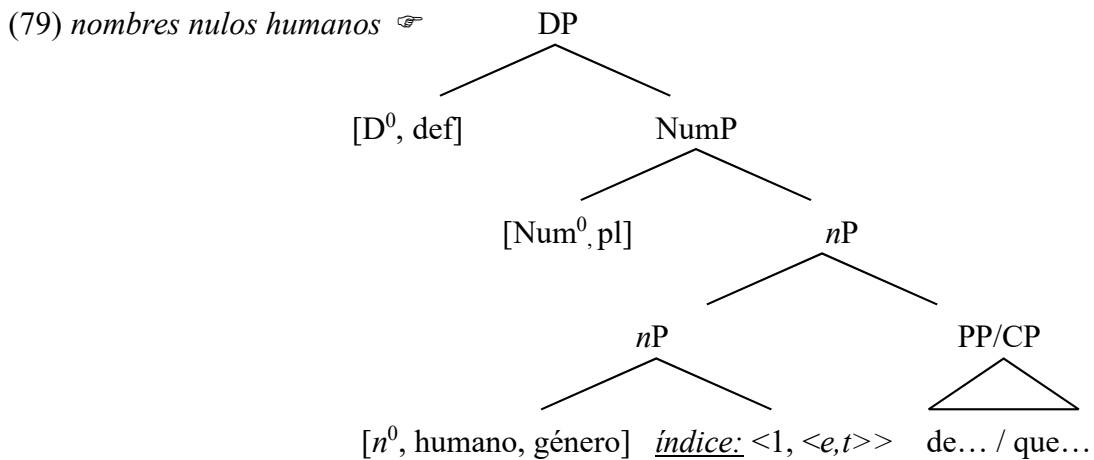 (79) nombres nulos humanos ☞ DP
[D⁰, def] NumP
[Num⁰, pl] nP
nP PP/CP
[n⁰, humano, género] índice: <1, <e,t>> de… / que…